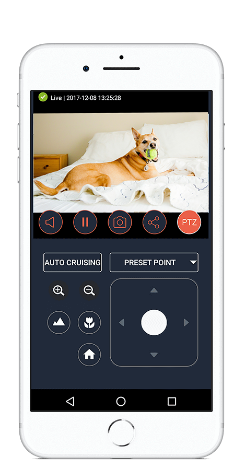 Live | 2017-12-08 13:25:28
PTZ
AUTO CRUISING
PRESET POINT